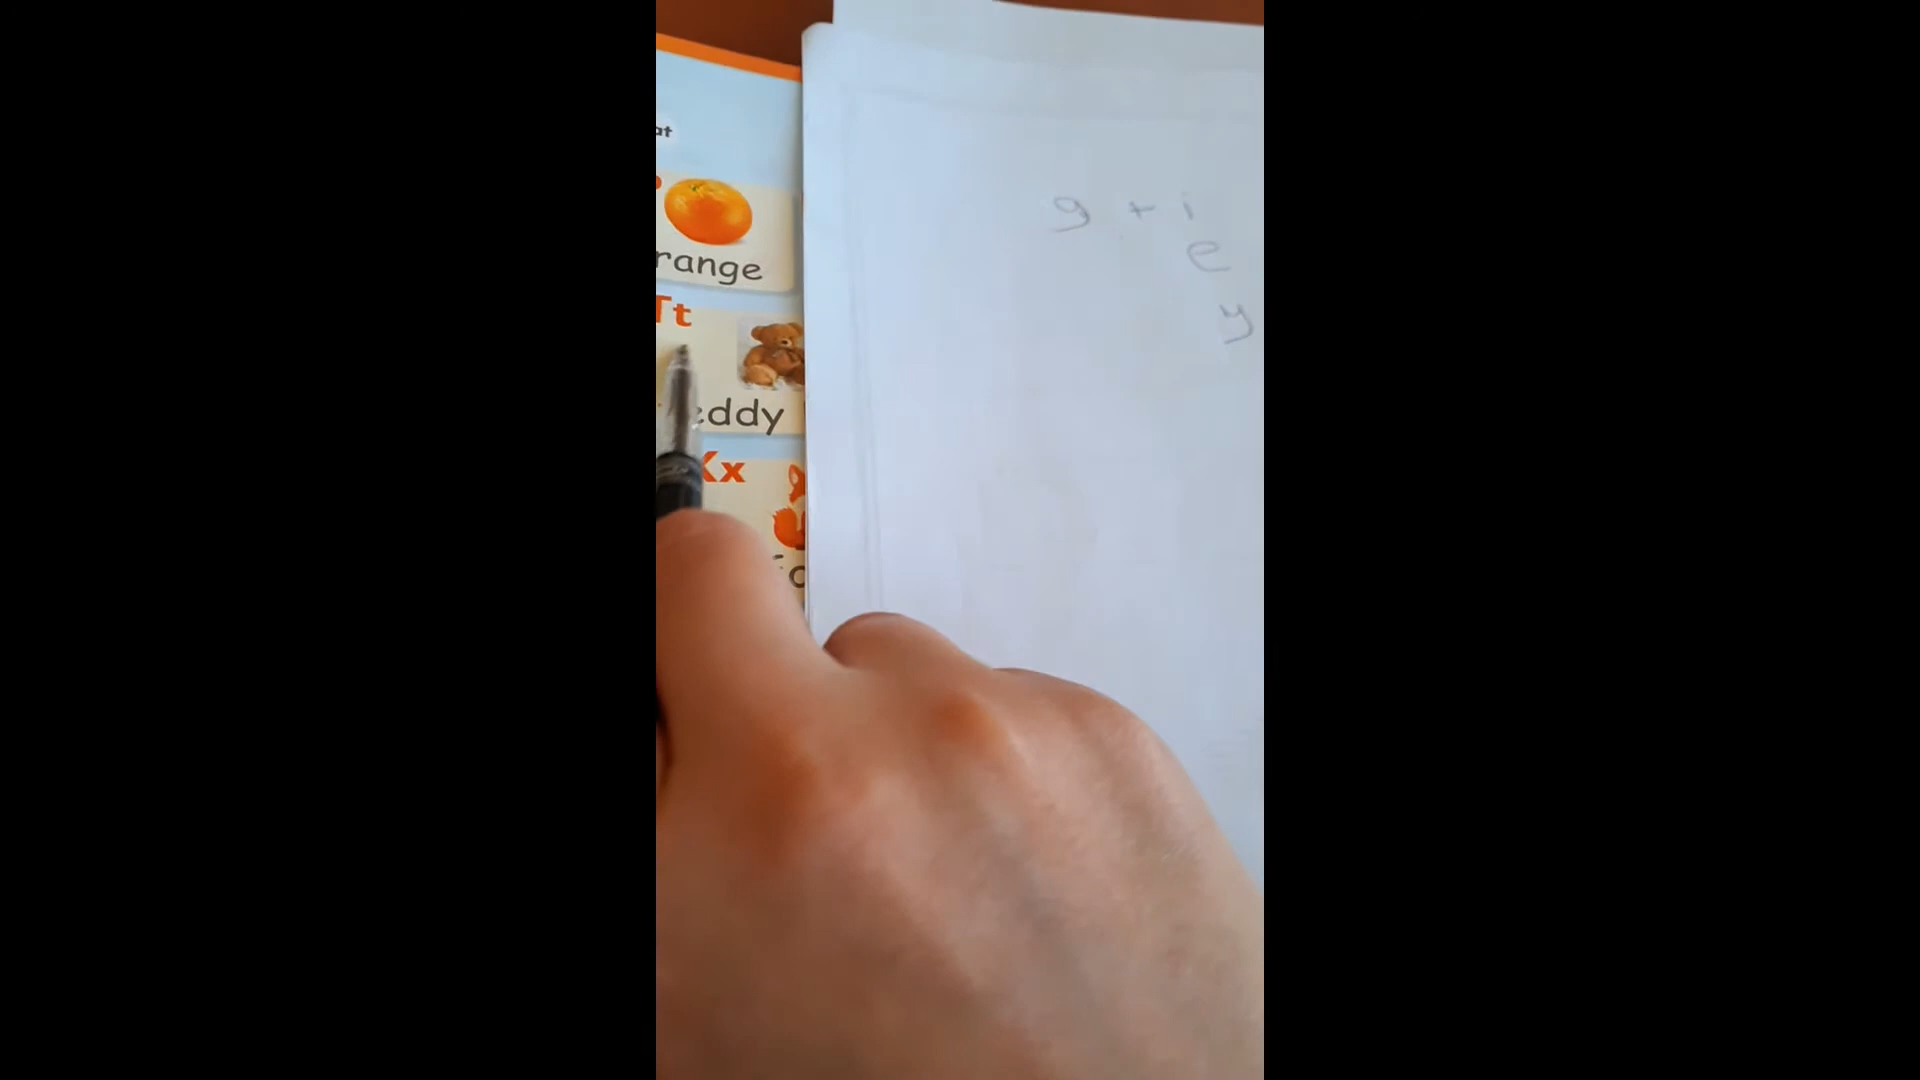 at
range
Tt
eddy
Xx
g + i
e
y